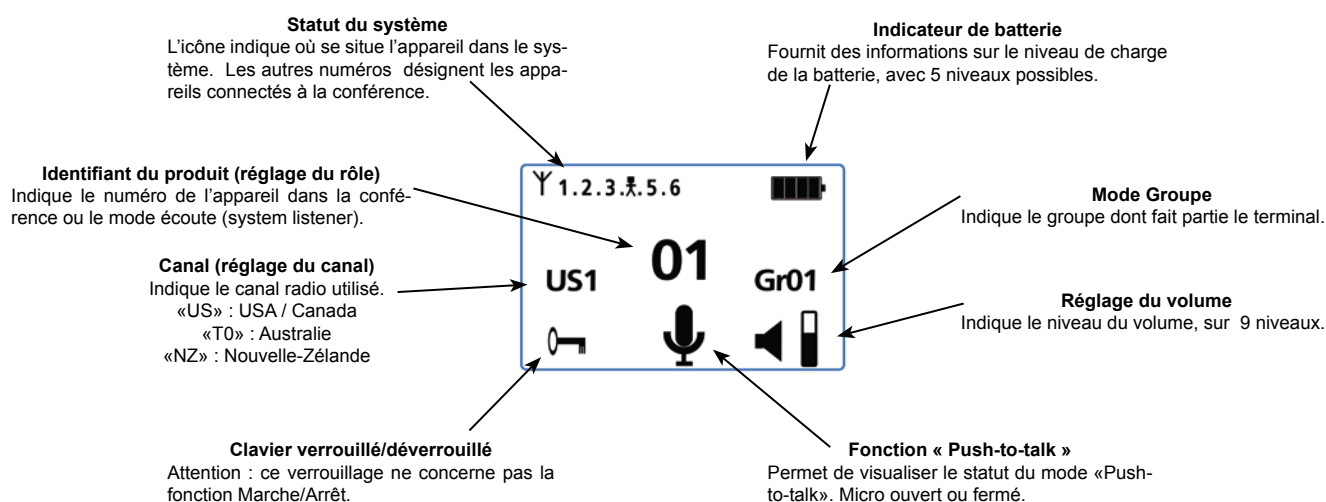 Statut du système
L'icône indique où se situe l'appareil dans le sys-
tème. Les autres numéros désignent les appa-
reils connectés à la conférence.
Indicateur de batterie
Fournit des informations sur le niveau de charge
de la batterie, avec 5 niveaux possibles.
Identifiant du produit (réglage du rôle)
Indique le numéro de l'appareil dans la confé-
rence ou le mode écoute (system listener).
Canal (réglage du canal)
Indique le canal radio utilisé.
«US» : USA / Canada
«T0» : Australie
«NZ» : Nouvelle-Zélande
1.2.3. .5.6
01
US1
Gr01
Mode Groupe
Indique le groupe dont fait partie le terminal.
Réglage du volume
Indique le niveau du volume, sur 9 niveaux.
Clavier verrouillé/déverrouillé
Attention : ce verrouillage ne concerne pas la
fonction Marche/Arrêt.
Fonction « Push-to-talk »
Permet de visualiser le statut du mode «Push-
to-talk». Micro ouvert ou fermé.